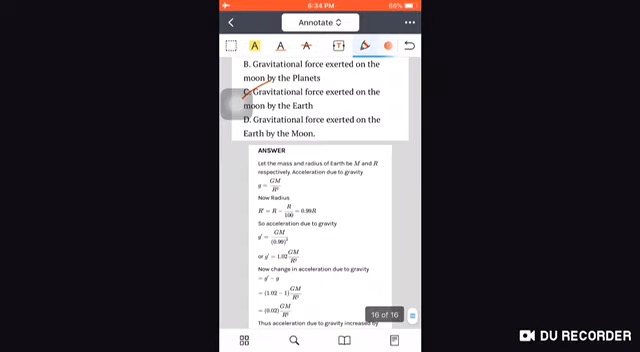 6:34 PM
66%
Annotate
A
A
A
T
B. Gravitational force exerted on the
moon by the Planets
C. Gravitational force exerted on the
moon by the Earth
D. Gravitational force exerted on the
Earth by the Moon.
ANSWER
Let the mass and radius of Earth be M and R
respectively. Acceleration due to gravity
g = GM/R²
Now Radius
R' = R − R/100 = 0.99R
So acceleration due to gravity
g' = GM/(0.99)²
or g' = 1.02 GM/R²
Now change in acceleration due to gravity
= g' − g
= (1.02 − 1) GM/R²
= (0.02) GM/R²
16 of 16
Thus acceleration due to gravity increased by
DU RECORDER